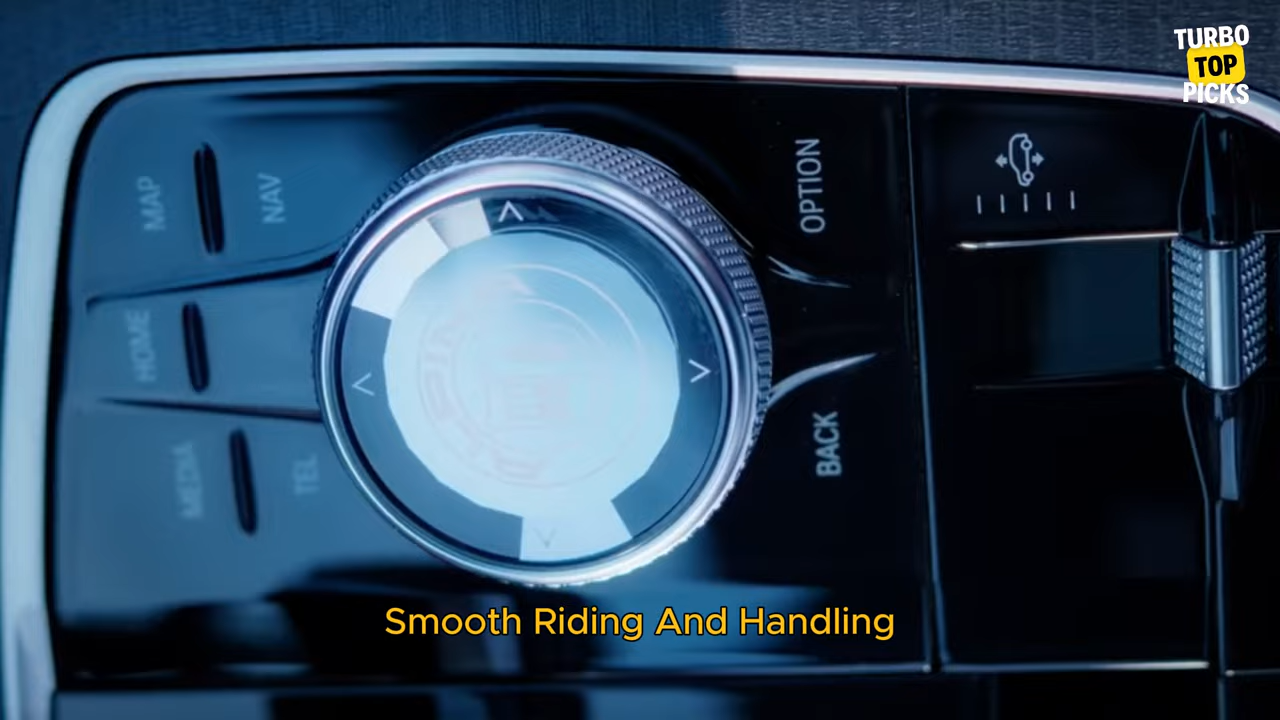 TURBO
TOP
PICKS
MAP
NAV
OPTION
HOME
MEDIA
TEL
BACK
Smooth Riding And Handling